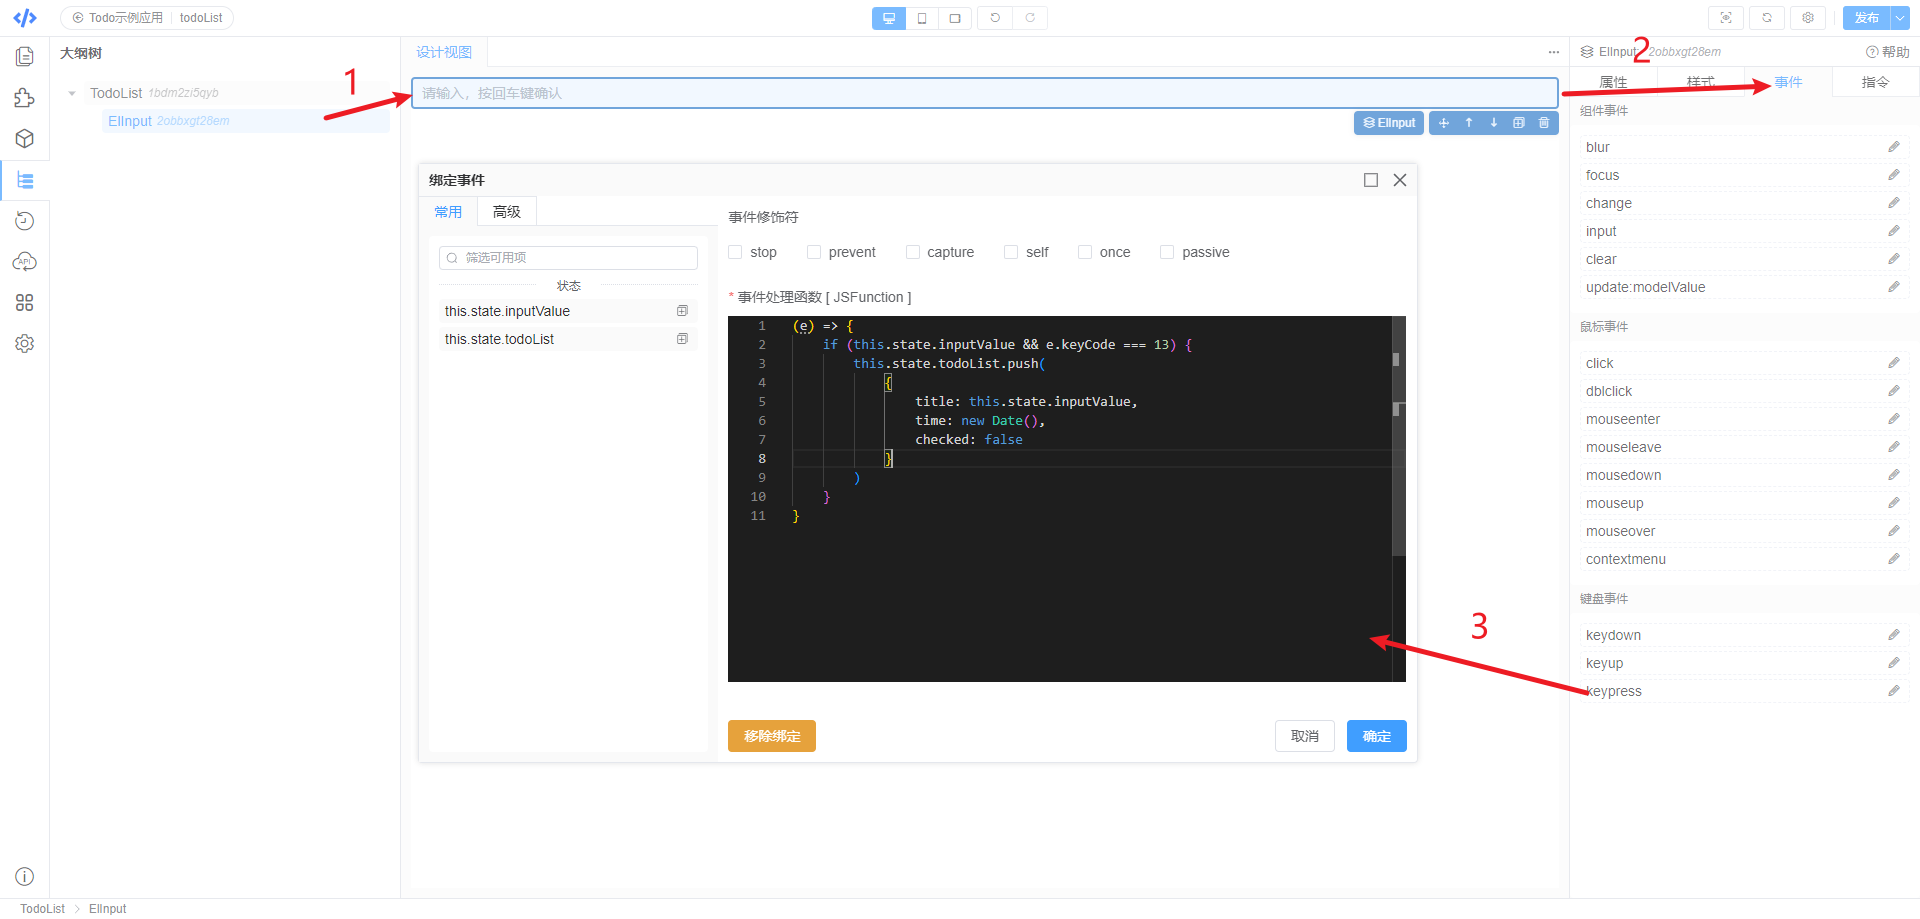 Todo示例应用 todoList
发布
大纲树
TodoList 1bdm2zi5qyb
ElInput 2obbxgt28em
设计视图
请输入，按回车键确认
ElInput
1
2
3
绑定事件
常用
高级
筛选可用项
状态
this.state.inputValue
this.state.todoList
事件修饰符
stop prevent capture self once passive
* 事件处理函数 [ JSFunction ]
1 (e) => {
2 if (this.state.inputValue && e.keyCode === 13) {
3 this.state.todoList.push(
4 {
5 title: this.state.inputValue,
6 time: new Date(),
7 checked: false
8 }
9 )
10 }
11 }
移除绑定
取消
确定
ElInput 2obbxgt28em
帮助
属性 样式 事件 指令
组件事件
blur
focus
change
input
clear
update:modelValue
鼠标事件
click
dblclick
mouseenter
mouseleave
mousedown
mouseup
mouseover
contextmenu
键盘事件
keydown
keyup
keypress
API
TodoList > ElInput